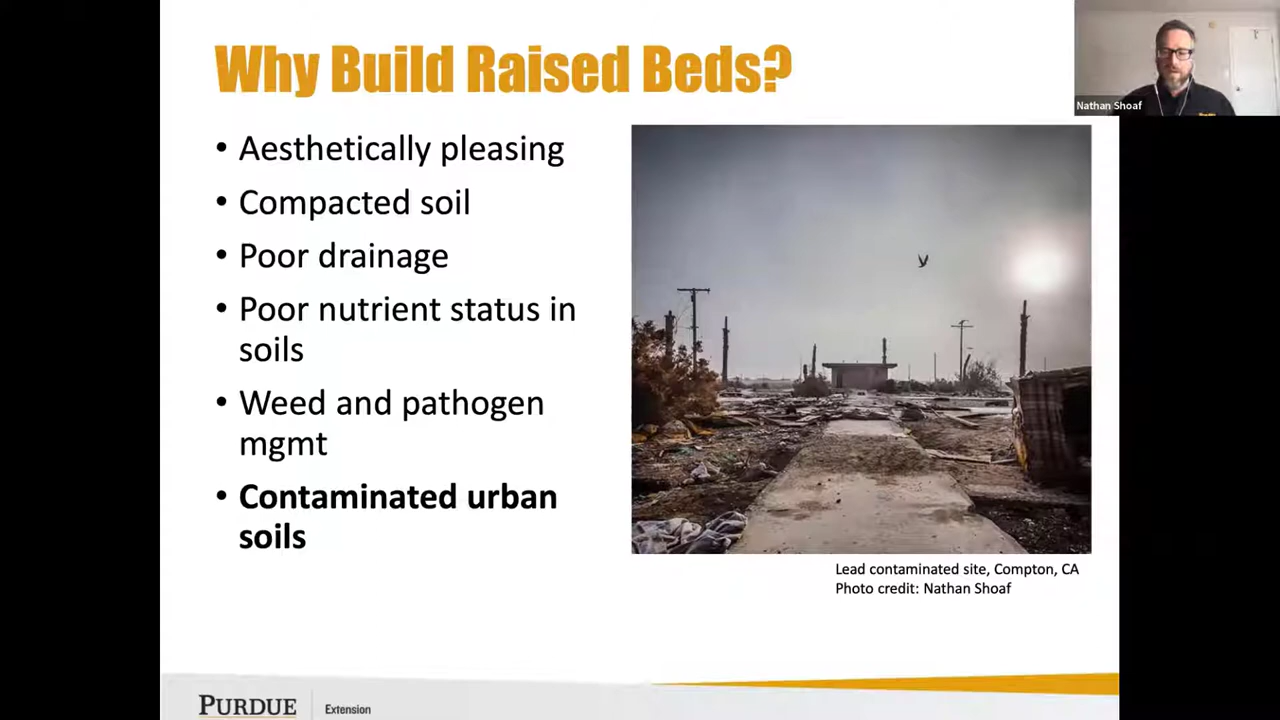 Why Build Raised Beds?
Nathan Shoaf
• Aesthetically pleasing
• Compacted soil
• Poor drainage
• Poor nutrient status in
soils
• Weed and pathogen
mgmt
• Contaminated urban
soils
Lead contaminated site, Compton, CA
Photo credit: Nathan Shoaf
PURDUE
Extension